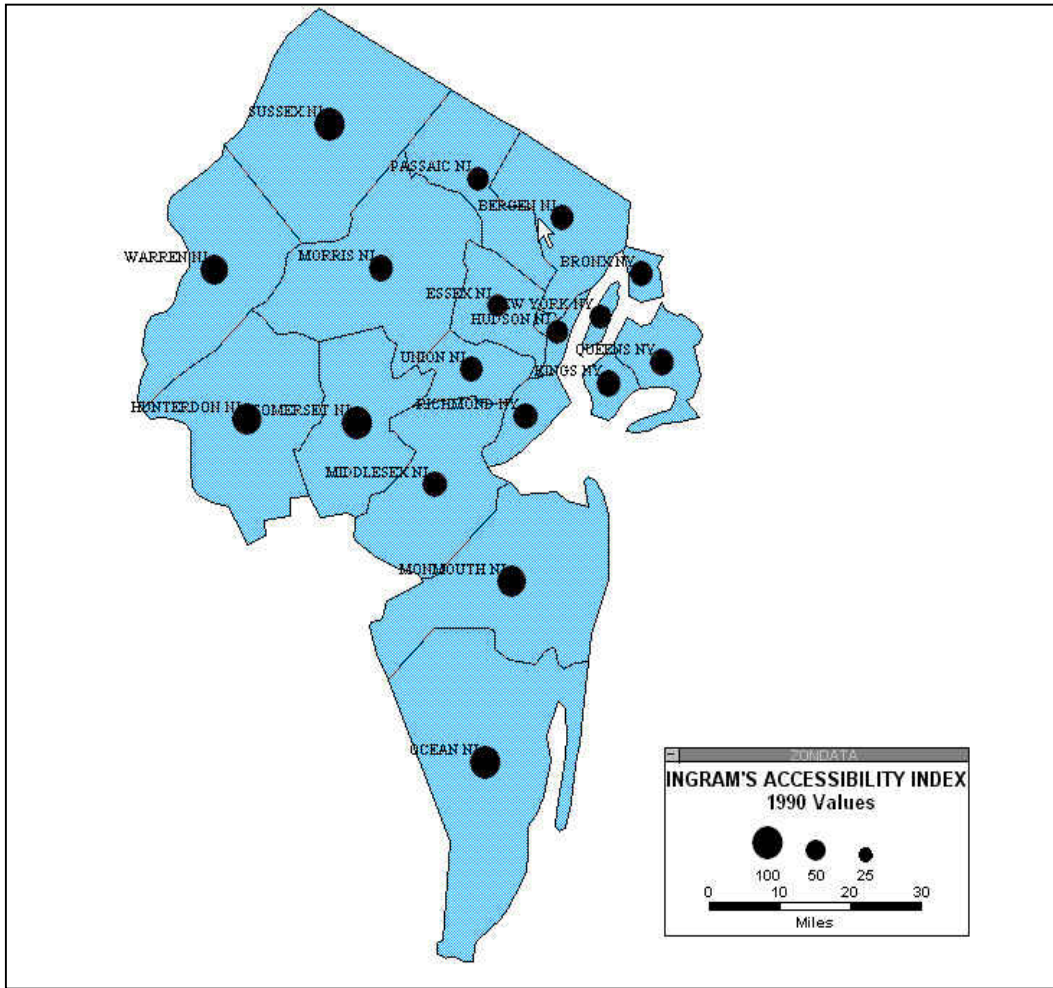 SUSSEX NJ
PASSAIC NJ
BERGEN NJ
WARREN NJ
MORRIS NJ
BRONX NY
ESSEX NJ
EW YORK NY
HUDSON NJ
UNION NJ
QUEENS NY
KINGS NY
HUNTERDON NJ
SOMERSET NJ
RICHMOND NY
MIDDLESEX NJ
MONMOUTH NJ
OCEAN NJ
ZONDATA
INGRAM'S ACCESSIBILITY INDEX
1990 Values
100 50 25
0 10 20 30
Miles